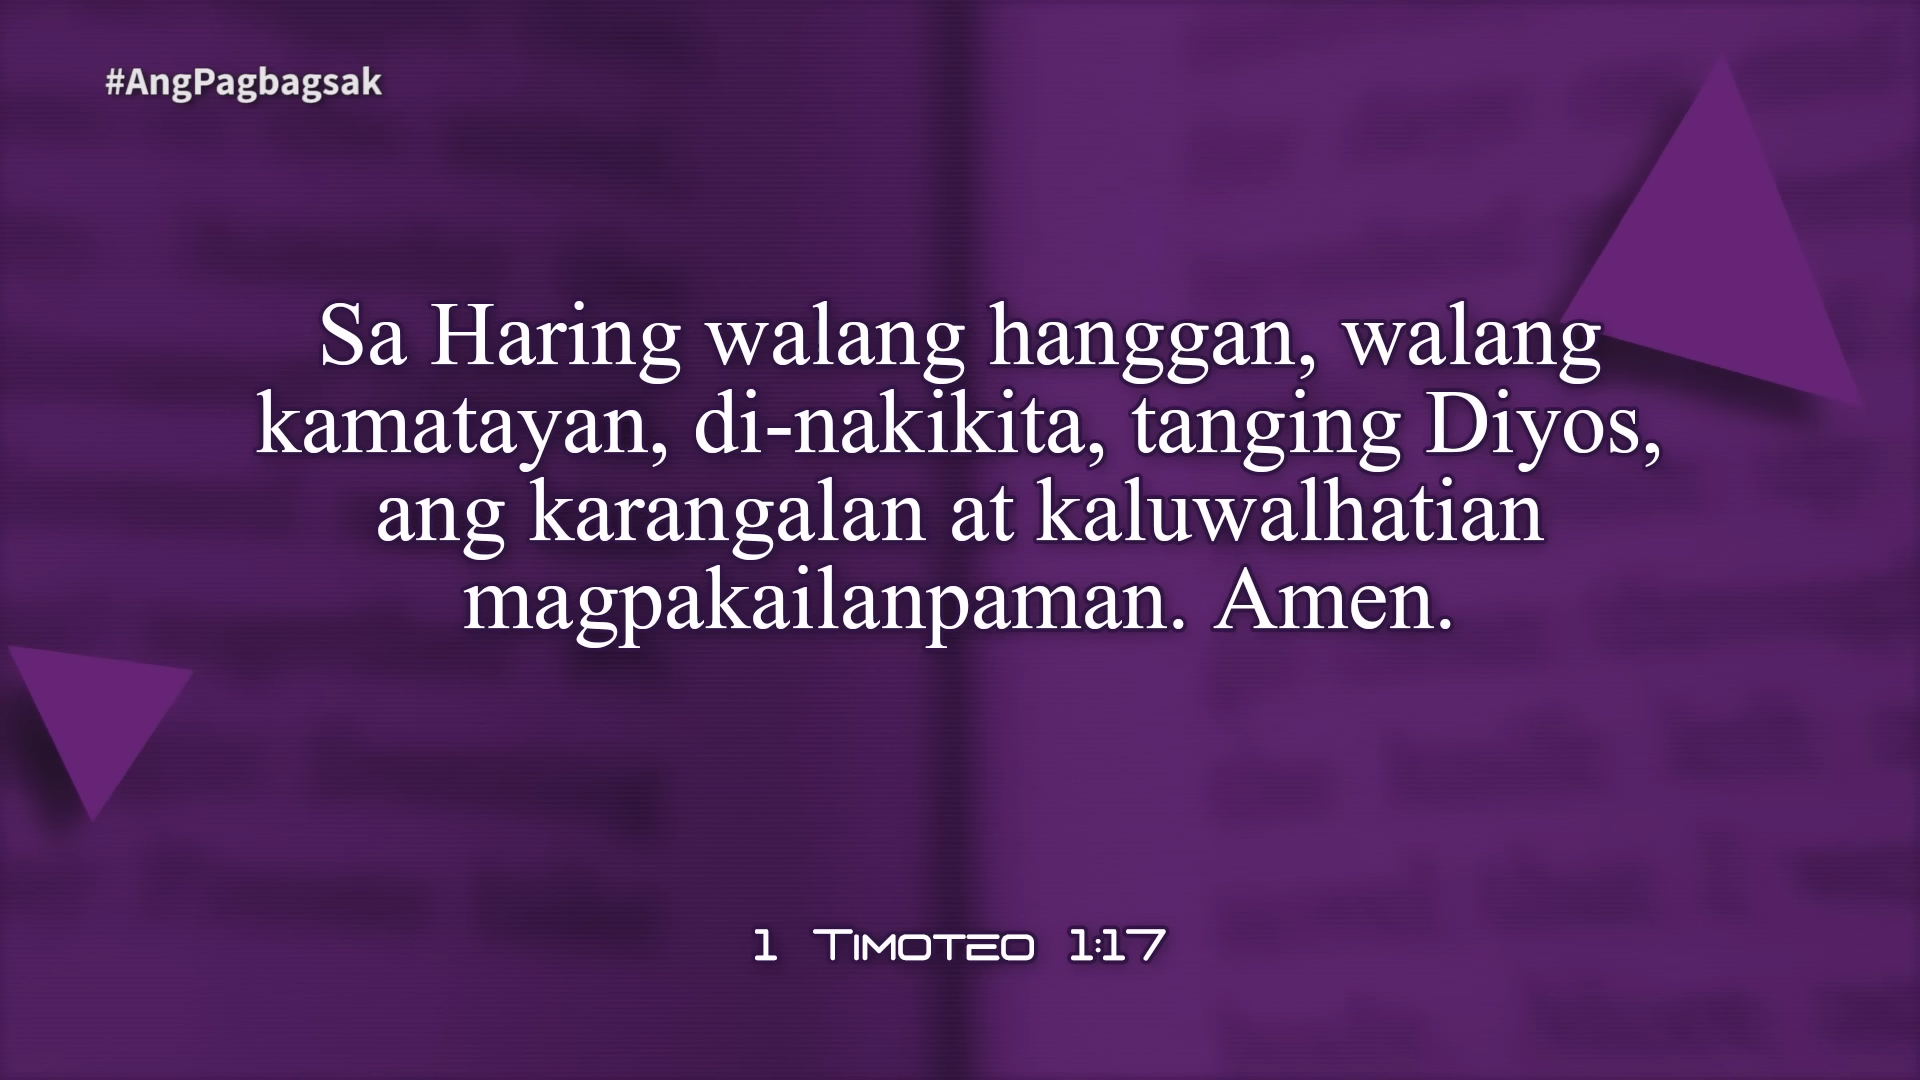 #AngPagbagsak
Sa Haring walang hanggan, walang
kamatayan, di-nakikita, tanging Diyos,
ang karangalan at kaluwalhatian
magpakailanpaman. Amen.
1 Timoteo 1:17